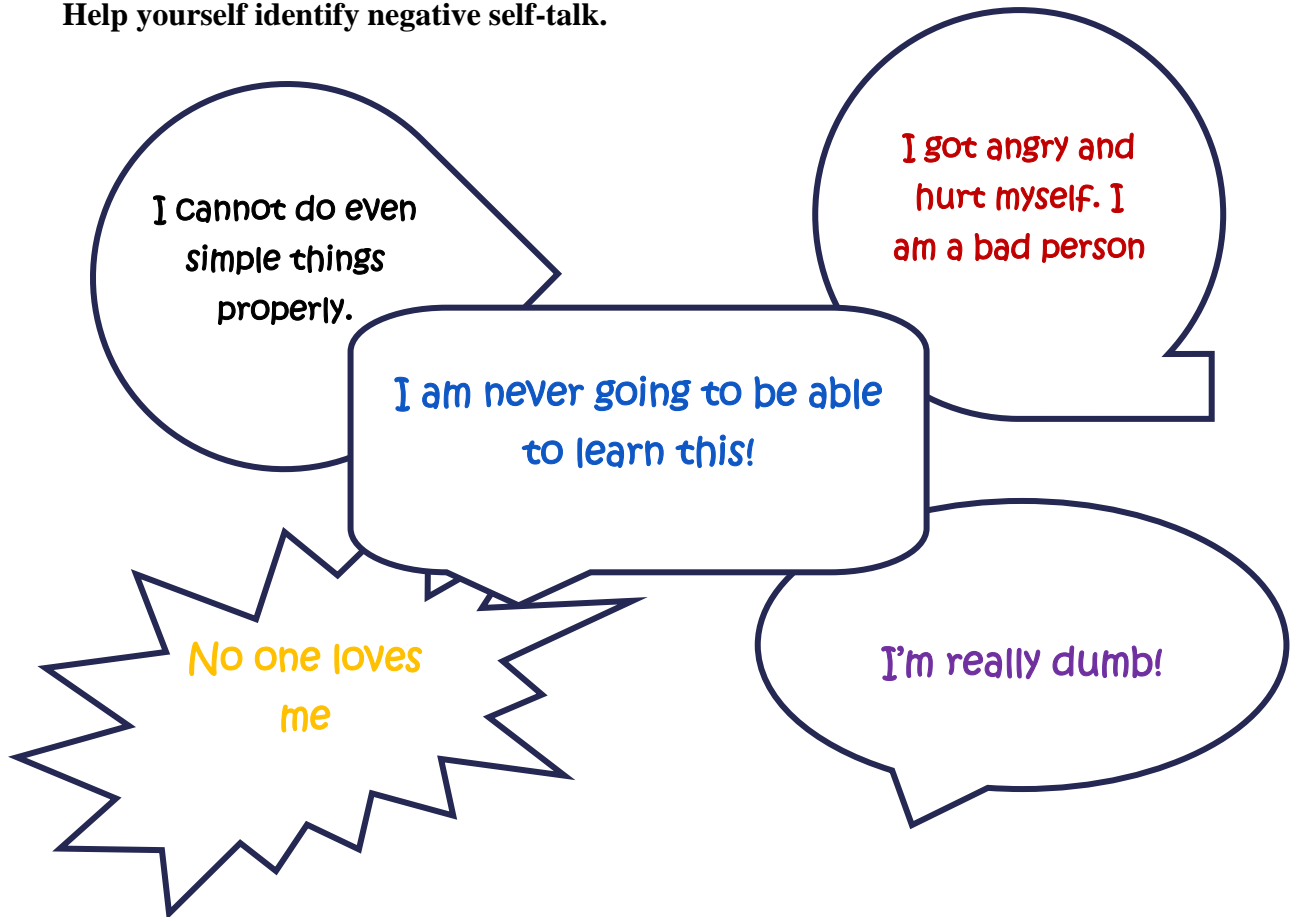 Help yourself identify negative self-talk.
I cannot do even
simple things
properly.
I got angry and
hurt myself. I
am a bad person
I am never going to be able
to learn this!
No one loves
me
I’m really dumb!